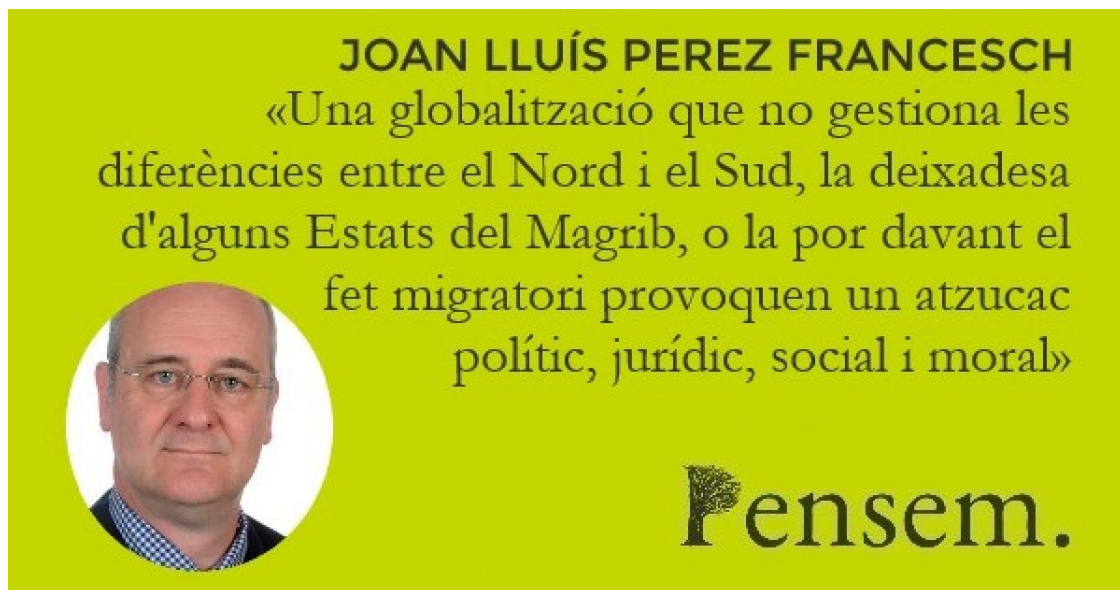 JOAN LLUÍS PEREZ FRANCESCH
«Una globalització que no gestiona les
diferències entre el Nord i el Sud, la deixadesa
d'alguns Estats del Magrib, o la por davant el
fet migratori provoquen un atzucac
polític, jurídic, social i moral»
Pensem.